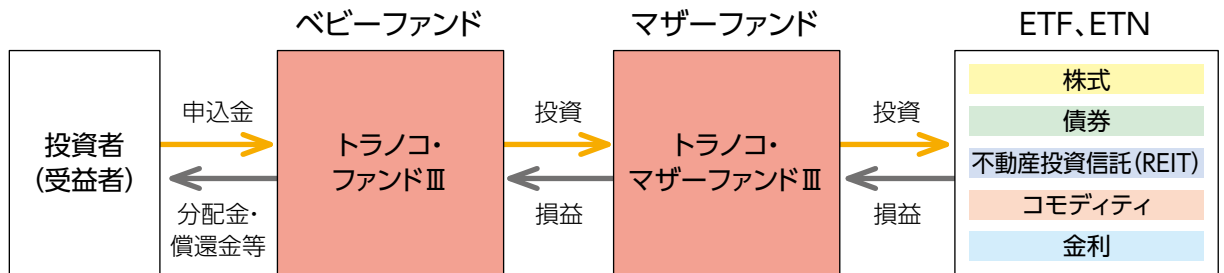 ベビーファンド
マザーファンド
ETF、ETN
投資者
(受益者)
申込金
分配金・
償還金等
トラノコ・
ファンドⅢ
投資
損益
トラノコ・
マザーファンドⅢ
投資
損益
株式
債券
不動産投資信託(REIT)
コモディティ
金利